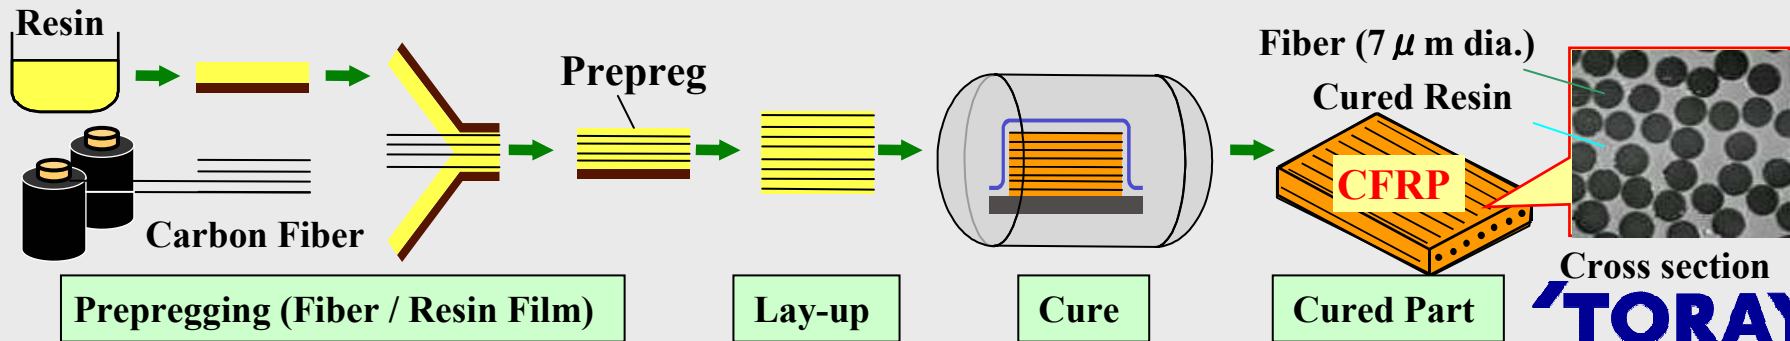 Resin
Carbon Fiber
Prepreg
Fiber (7μm dia.)
Cured Resin
CFRP
Cross section
Prepregging (Fiber / Resin Film)
Lay-up
Cure
Cured Part
'TORAY